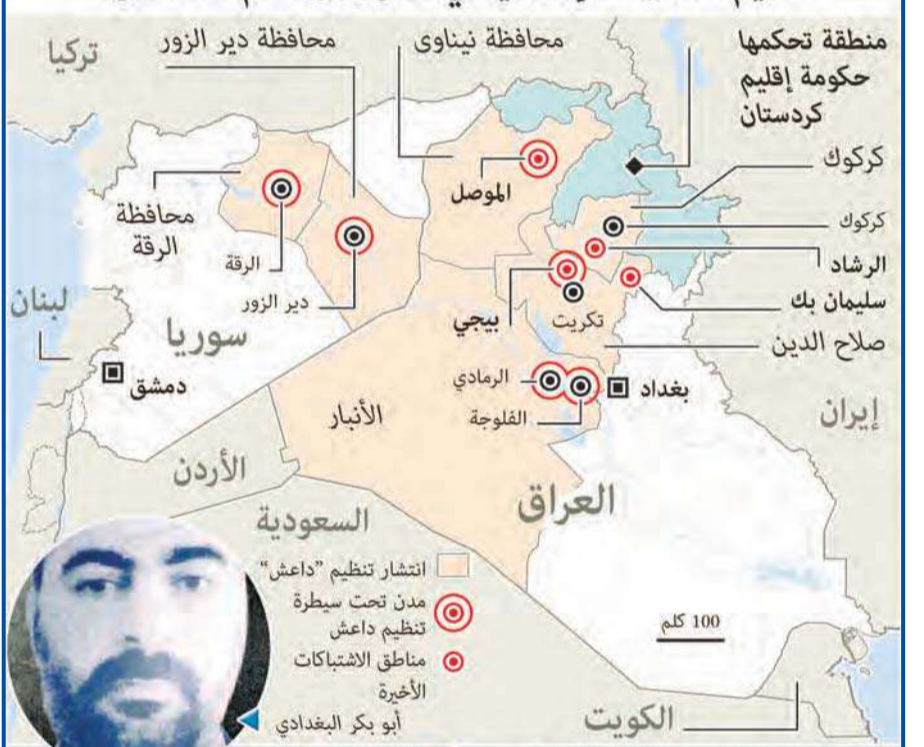 منطقة تحكمها
حكومة إقليم
كردستان
محافظة نيناوى
محافظة دير الزور
تركيا
كركوك
كركوك
الموصل
محافظة
الرقة
الرقة
الرشاد
سليمان بك
دير الزور
بيجي
تكريت
لبنان
سوريا
صلاح الدين
دمشق
بغداد
الرمادي
الفلوجة
الأنبار
إيران
الأردن
العراق
السعودية
انتشار تنظيم "داعش"
مدن تحت سيطرة
تنظيم داعش
مناطق الاشتباكات
الأخيرة
أبو بكر البغدادي
100 كلم
الكويت